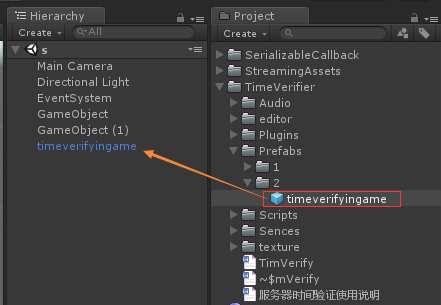 Hierarchy
Create
All
s
Main Camera
Directional Light
EventSystem
GameObject
GameObject (1)
timeverifyingame
Project
Create
SerializableCallback
StreamingAssets
TimeVerifier
Audio
editor
Plugins
Prefabs
1
2
timeverifyingame
Scripts
Sences
texture
TimVerify
~$mVerify
服务器时间验证使用说明